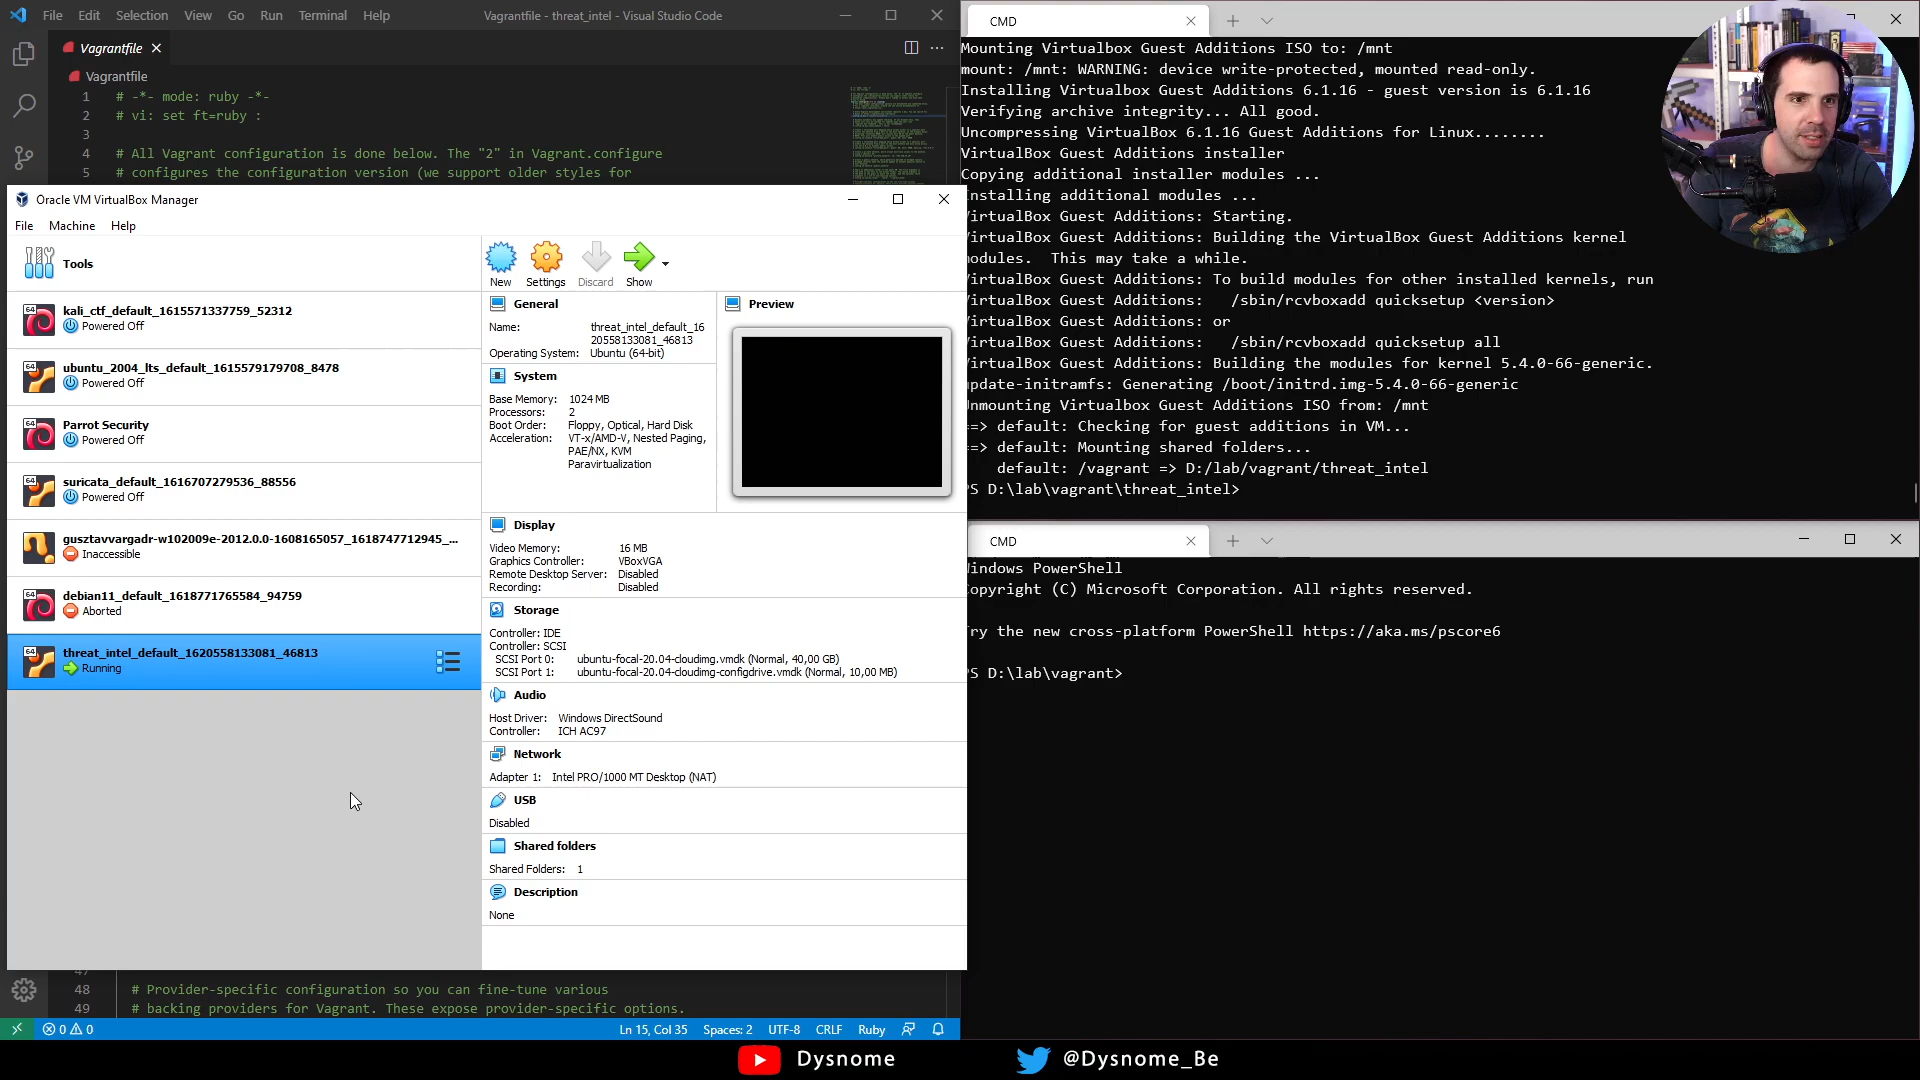 File Edit Selection View Go Run Terminal Help
Vagrantfile - threat_intel - Visual Studio Code
Vagrantfile
Vagrantfile
1 # -*- mode: ruby -*-
2 # vi: set ft=ruby :
3
4 # All Vagrant configuration is done below. The "2" in Vagrant.configure
5 # configures the configuration version (we support older styles for
Oracle VM VirtualBox Manager
File Machine Help
Tools
New Settings Discard Show
64 kali_ctf_default_1615571337759_52312
Powered Off
64 ubuntu_2004_lts_default_1615579179708_8478
Powered Off
64 Parrot Security
Powered Off
64 suricata_default_1616707279536_88556
Powered Off
gusztavvargadr-w102009e-2012.0.0-1608165057_1618747712945_...
Inaccessible
64 debian11_default_1618771765584_94759
Aborted
64 threat_intel_default_1620558133081_46813
Running
General
Name: threat_intel_default_16
20558133081_46813
Operating System: Ubuntu (64-bit)
Preview
System
Base Memory: 1024 MB
Processors: 2
Boot Order: Floppy, Optical, Hard Disk
Acceleration: VT-x/AMD-V, Nested Paging,
PAE/NX, KVM
Paravirtualization
Display
Video Memory: 16 MB
Graphics Controller: VBoxVGA
Remote Desktop Server: Disabled
Recording: Disabled
Storage
Controller: IDE
Controller: SCSI
SCSI Port 0: ubuntu-focal-20.04-cloudimg.vmdk (Normal, 40,00 GB)
SCSI Port 1: ubuntu-focal-20.04-cloudimg-configdrive.vmdk (Normal, 10,00 MB)
Audio
Host Driver: Windows DirectSound
Controller: ICH AC97
Network
Adapter 1: Intel PRO/1000 MT Desktop (NAT)
USB
Disabled
Shared folders
Shared Folders: 1
Description
None
48 # Provider-specific configuration so you can fine-tune various
49 # backing providers for Vagrant. These expose provider-specific options.
0 0 Ln 15, Col 35 Spaces: 2 UTF-8 CRLF Ruby
CMD
Mounting Virtualbox Guest Additions ISO to: /mnt
mount: /mnt: WARNING: device write-protected, mounted read-only.
Installing Virtualbox Guest Additions 6.1.16 - guest version is 6.1.16
Verifying archive integrity... All good.
Uncompressing VirtualBox 6.1.16 Guest Additions for Linux........
VirtualBox Guest Additions installer
Copying additional installer modules ...
nstalling additional modules ...
irtualBox Guest Additions: Starting.
irtualBox Guest Additions: Building the VirtualBox Guest Additions kernel
odules. This may take a while.
irtualBox Guest Additions: To build modules for other installed kernels, run
irtualBox Guest Additions: /sbin/rcvboxadd quicksetup <version>
irtualBox Guest Additions: or
irtualBox Guest Additions: /sbin/rcvboxadd quicksetup all
irtualBox Guest Additions: Building the modules for kernel 5.4.0-66-generic.
pdate-initramfs: Generating /boot/initrd.img-5.4.0-66-generic
nmounting Virtualbox Guest Additions ISO from: /mnt
=> default: Checking for guest additions in VM...
=> default: Mounting shared folders...
default: /vagrant => D:/lab/vagrant/threat_intel
S D:\lab\vagrant\threat_intel>
CMD
indows PowerShell
opyright (C) Microsoft Corporation. All rights reserved.
ry the new cross-platform PowerShell https://aka.ms/pscore6
S D:\lab\vagrant>
Dysnome
@Dysnome_Be